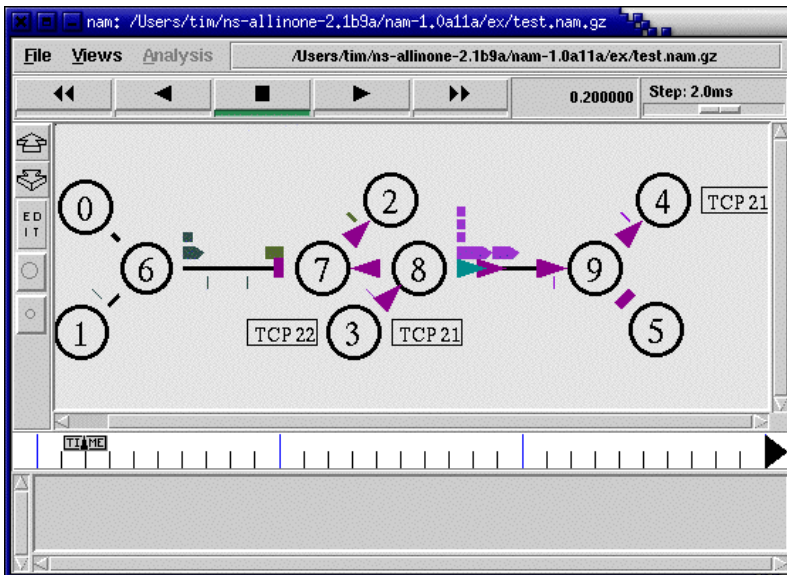 nam: /Users/tim/ns-allinone-2.1b9a/nam-1.0a11a/ex/test.nam.gz
File Views Analysis /Users/tim/ns-allinone-2.1b9a/nam-1.0a11a/ex/test.nam.gz
0.200000 Step: 2.0ms
ED
IT
0 2 4 TCP 21
6 7 8 9
1 TCP 22 3 TCP 21 5
TIME